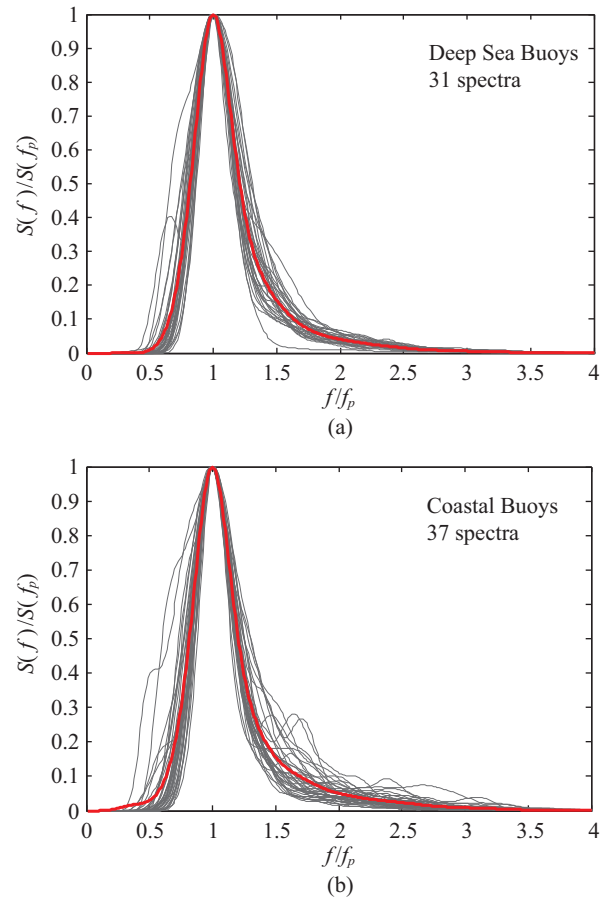 1
0.9
Deep Sea Buoys
0.8
31 spectra
0.7
0.6
0.5
0.4
0.3
0.2
0.1
0
S(f)/S(fp)
0 0.5 1 1.5 2 2.5 3 3.5 4
f/fp
(a)
1
0.9
Coastal Buoys
0.8
37 spectra
0.7
0.6
0.5
0.4
0.3
0.2
0.1
0
S(f)/S(fp)
0 0.5 1 1.5 2 2.5 3 3.5 4
f/fp
(b)